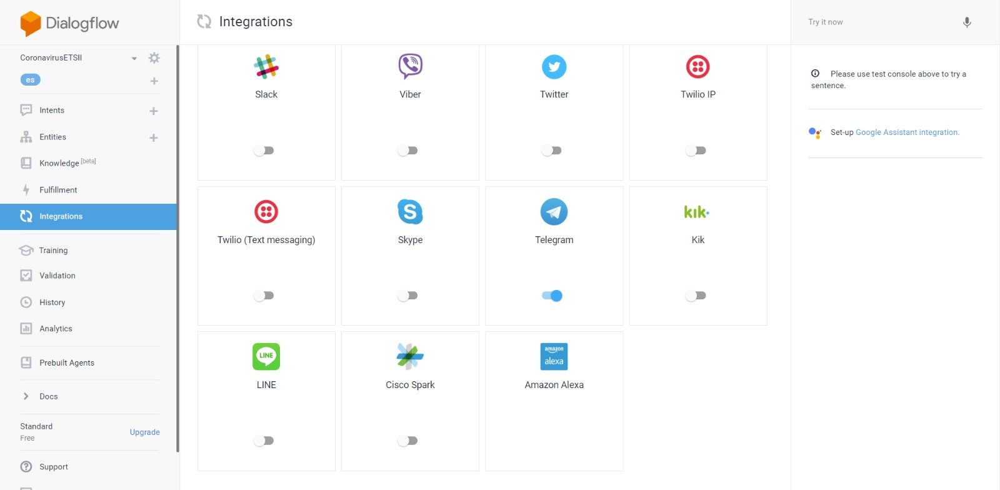 Dialogflow
CoronavirusETSII
es
Intents
Entities
Knowledge [beta]
Fulfillment
Integrations
Training
Validation
History
Analytics
Prebuilt Agents
Docs
Standard
Free
Upgrade
Support
Integrations
Slack
Viber
Twitter
Twilio IP
Twilio (Text messaging)
Skype
Telegram
kik.
Kik
LINE
LINE
Cisco Spark
amazon
alexa
Amazon Alexa
Try it now
Please use test console above to try a
sentence.
Set-up Google Assistant integration.